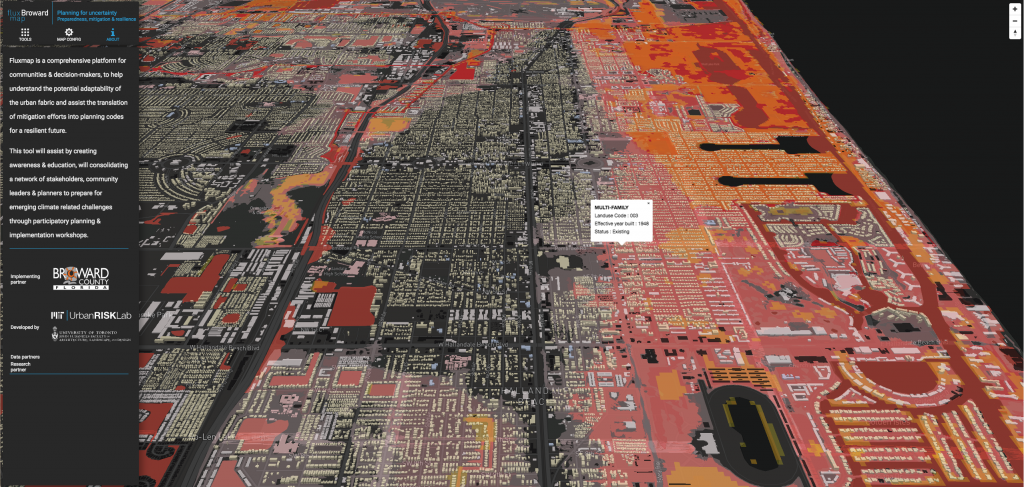 fluxBroward
map
Planning for uncertainty
Preparedness, mitigation & resilience
TOOLS
MAP CONFIG
ABOUT
Fluxmap is a comprehensive platform for
communities & decision-makers, to help
understand the potential adaptability of
the urban fabric and assist the translation
of mitigation efforts into planning codes
for a resilient future.
This tool will assist by creating
awareness & education, will consolidating
a network of stakeholders, community
leaders & planners to prepare for
emerging climate related challenges
through participatory planning &
implementation workshaps.
Implementing
partner
BROWARD
COUNTY
FLORIDA
MIT UrbanRISKLab
Developed by
UNIVERSITY OF TORONTO
Data partners
Research
partner
MULTI-FAMILY
Landuse Code : 003
Effective year built : 1948
Status : Existing